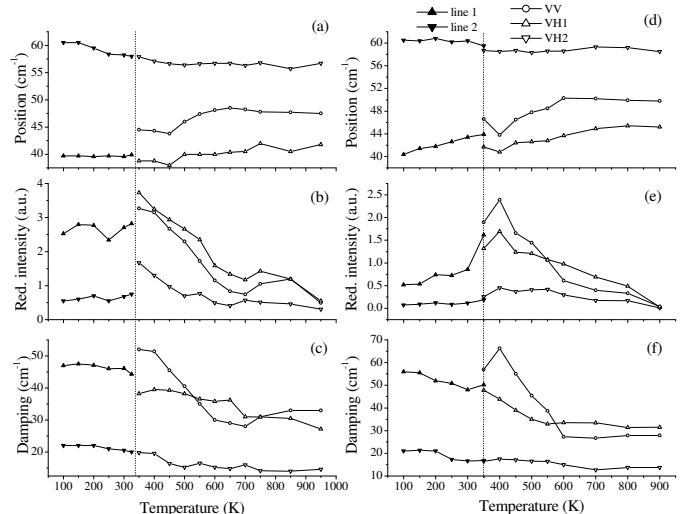 line 1
line 2
VV
VH1
VH2
(a)
Position (cm⁻¹)
60
55
50
45
40
(b)
Red. intensity (a.u.)
4
3
2
1
0
(c)
Damping (cm⁻¹)
50
40
30
20
100 200 300 400 500 600 700 800 900 1000
Temperature (K)
(d)
Position (cm⁻¹)
64
60
56
52
48
44
40
(e)
Red. intensity (a.u.)
2.5
2.0
1.5
1.0
0.5
0.0
(f)
Damping (cm⁻¹)
70
60
50
40
30
20
10
100 200 300 400 500 600 700 800 900
Temperature (K)